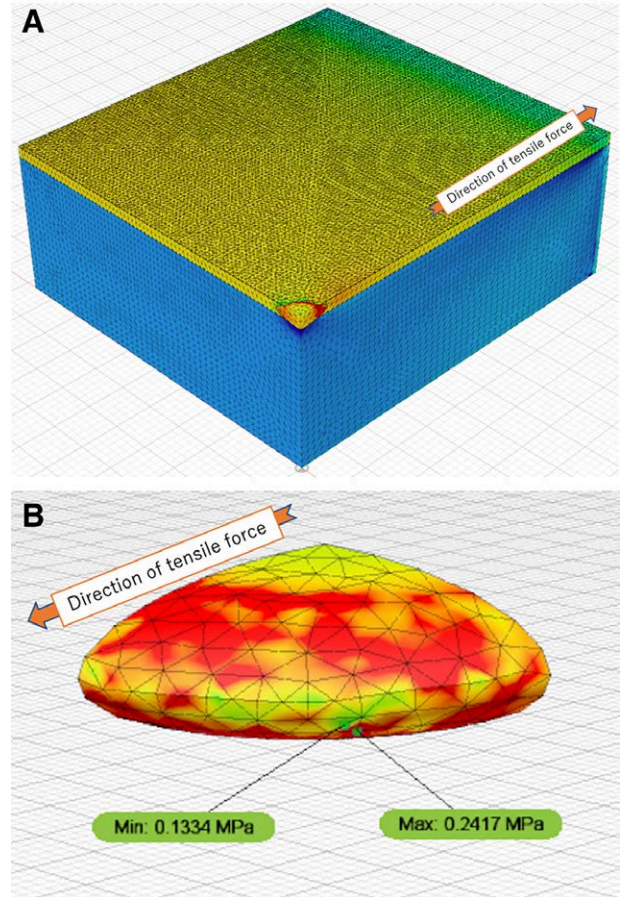 A
Direction of tensile force
B
Direction of tensile force
Min: 0.1334 MPa
Max: 0.2417 MPa